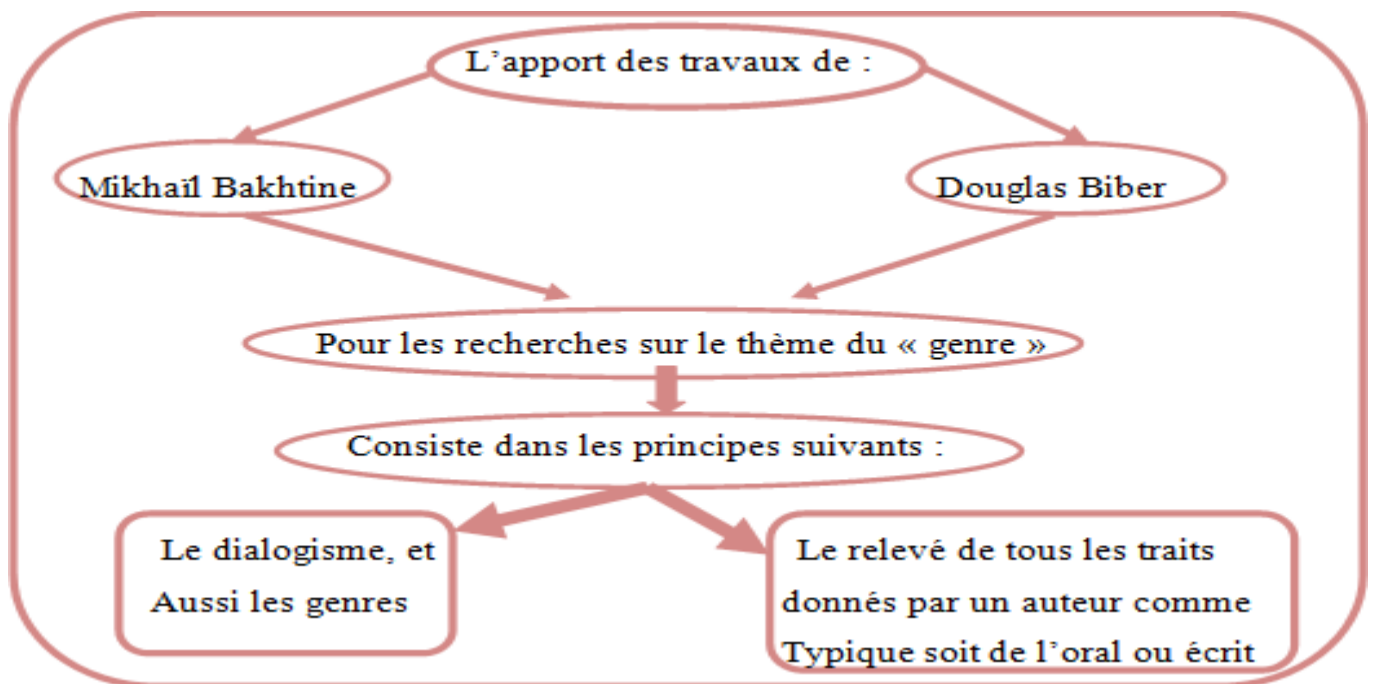 L’apport des travaux de :
Mikhaïl Bakhtine
Douglas Biber
Pour les recherches sur le thème du « genre »
Consiste dans les principes suivants :
Le dialogisme, et
Aussi les genres
Le relevé de tous les traits
donnés par un auteur comme
Typique soit de l’oral ou écrit